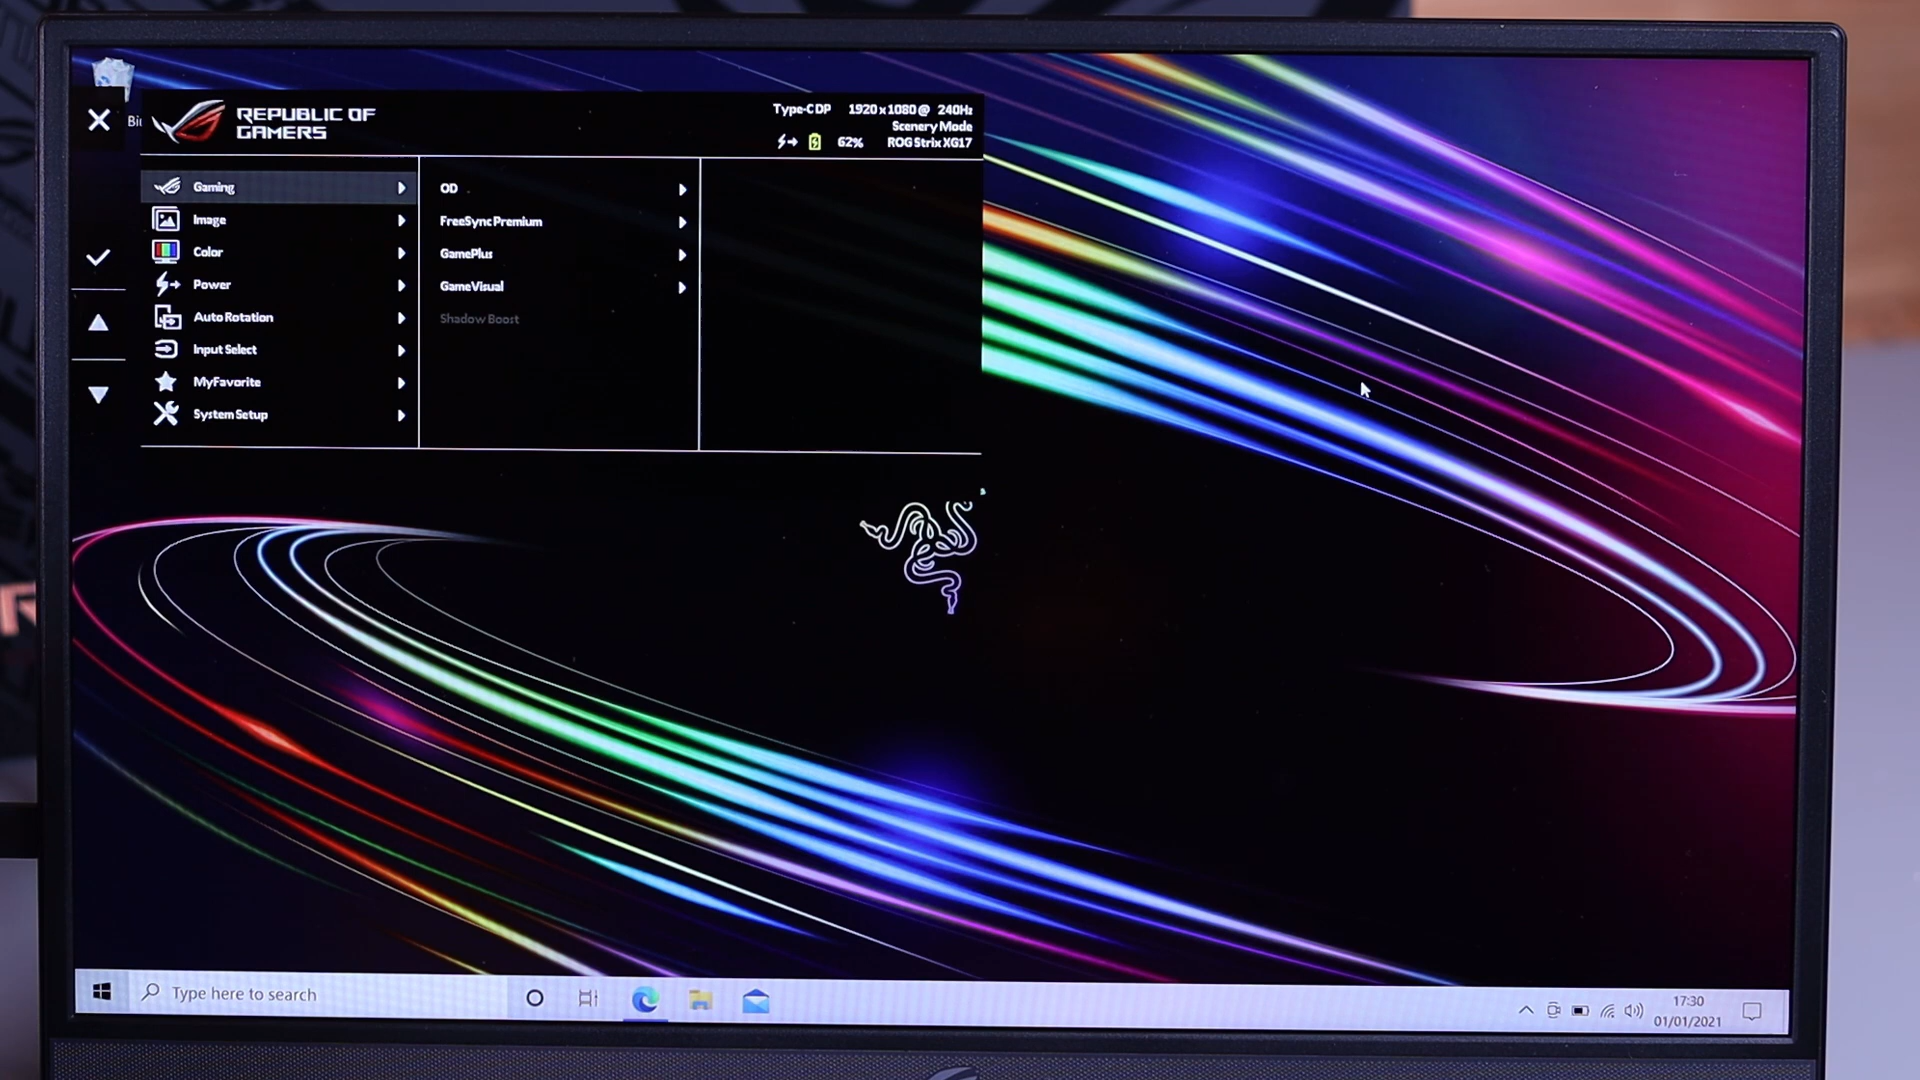 REPUBLIC OF
GAMERS
Type-C DP 1920 x 1080 @ 240Hz
Scenery Mode
62% ROG Strix XG17
Gaming
Image
Color
Power
Auto Rotation
Input Select
MyFavorite
System Setup
OD
FreeSync Premium
GamePlus
GameVisual
Shadow Boost
Type here to search
17:30
01/01/2021